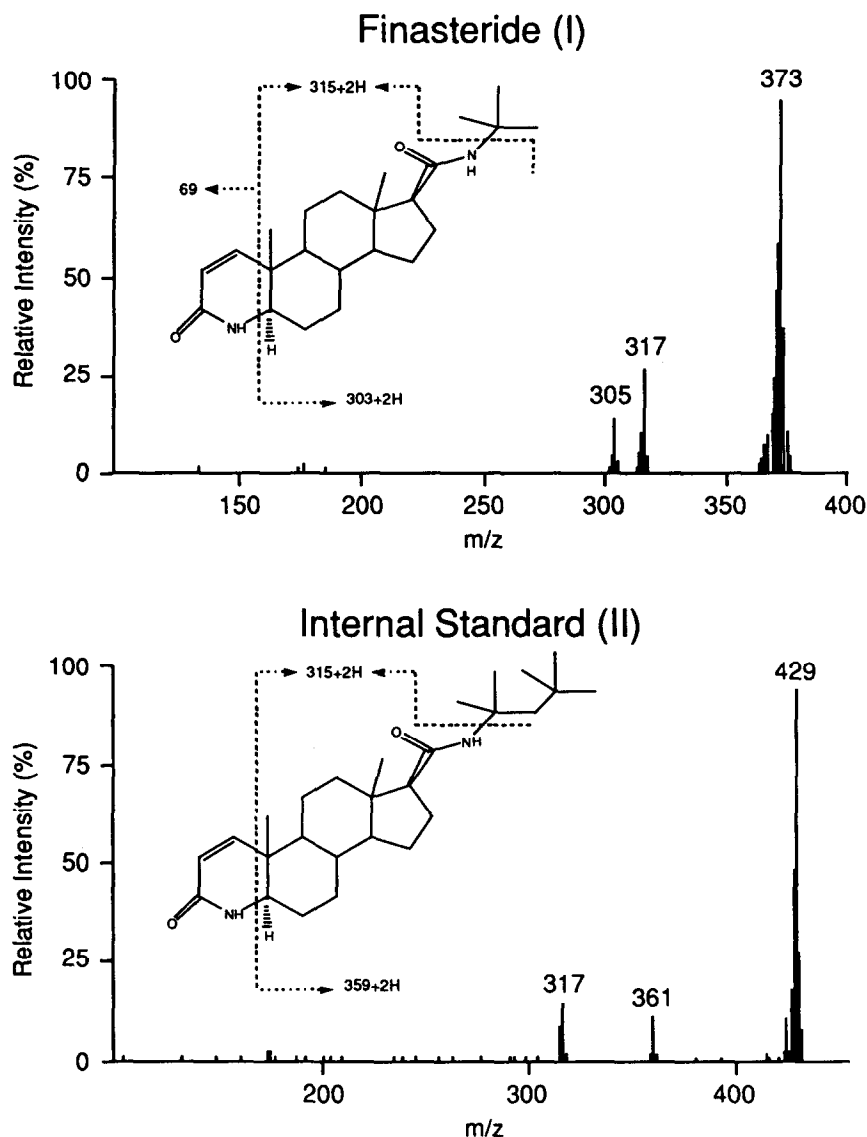 Finasteride (I)
Relative Intensity (%)
100
75
50
25
0
315+2H
69
303+2H
O
N
H
O
NH
H
305
317
373
150
200
250
300
350
400
m/z
Internal Standard (II)
Relative Intensity (%)
100
75
50
25
0
315+2H
359+2H
O
NH
O
NH
H
317
361
429
200
300
400
m/z